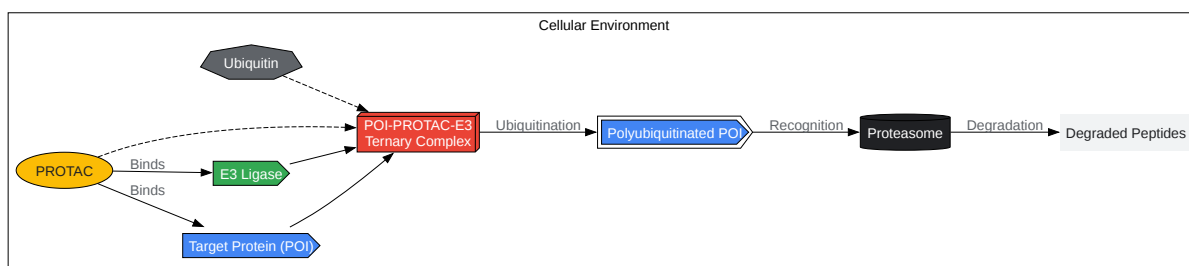 Cellular Environment
Ubiquitin
POI-PROTAC-E3
Ternary Complex
Ubiquitination
Polyubiquitinated POI
Recognition
Proteasome
Degradation
Degraded Peptides
PROTAC
Binds
E3 Ligase
Binds
Target Protein (POI)